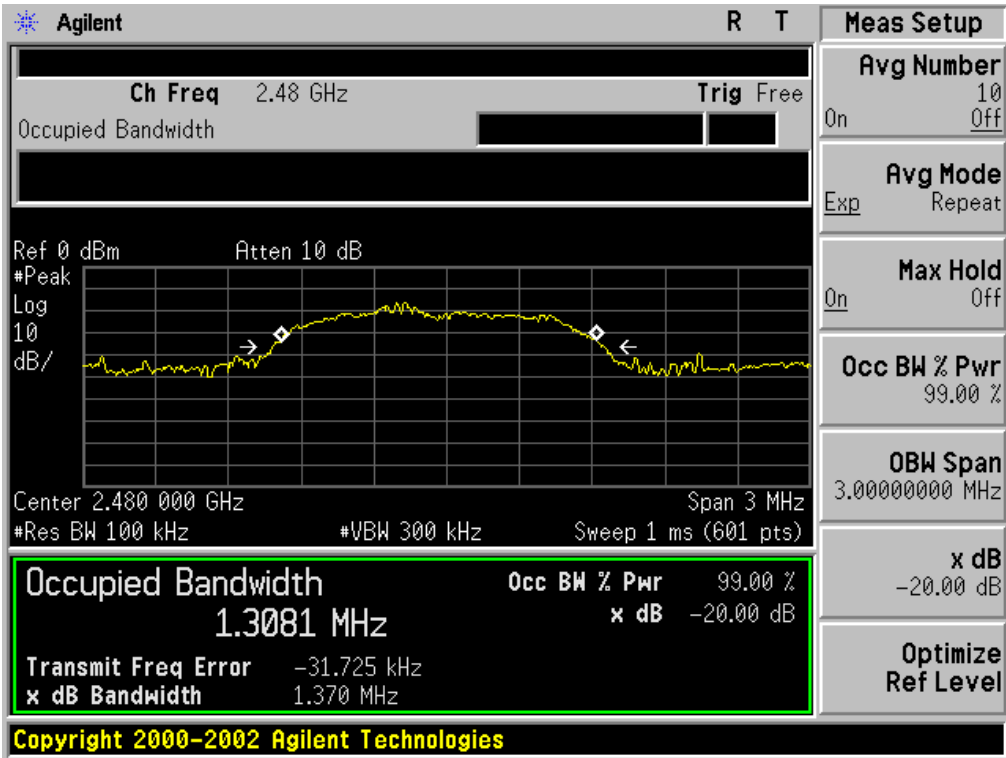 Agilent R T
Ch Freq 2.48 GHz Trig Free
Occupied Bandwidth
Ref 0 dBm Atten 10 dB
#Peak
Log
10
dB/
Center 2.480 000 GHz Span 3 MHz
#Res BW 100 kHz #VBW 300 kHz Sweep 1 ms (601 pts)
Occupied Bandwidth Occ BW % Pwr 99.00 %
1.3081 MHz x dB -20.00 dB
Transmit Freq Error -31.725 kHz
x dB Bandwidth 1.370 MHz
Copyright 2000-2002 Agilent Technologies
Meas Setup
Avg Number
10
On Off
Avg Mode
Exp Repeat
Max Hold
On Off
Occ BW % Pwr
99.00 %
OBW Span
3.00000000 MHz
x dB
-20.00 dB
Optimize
Ref Level